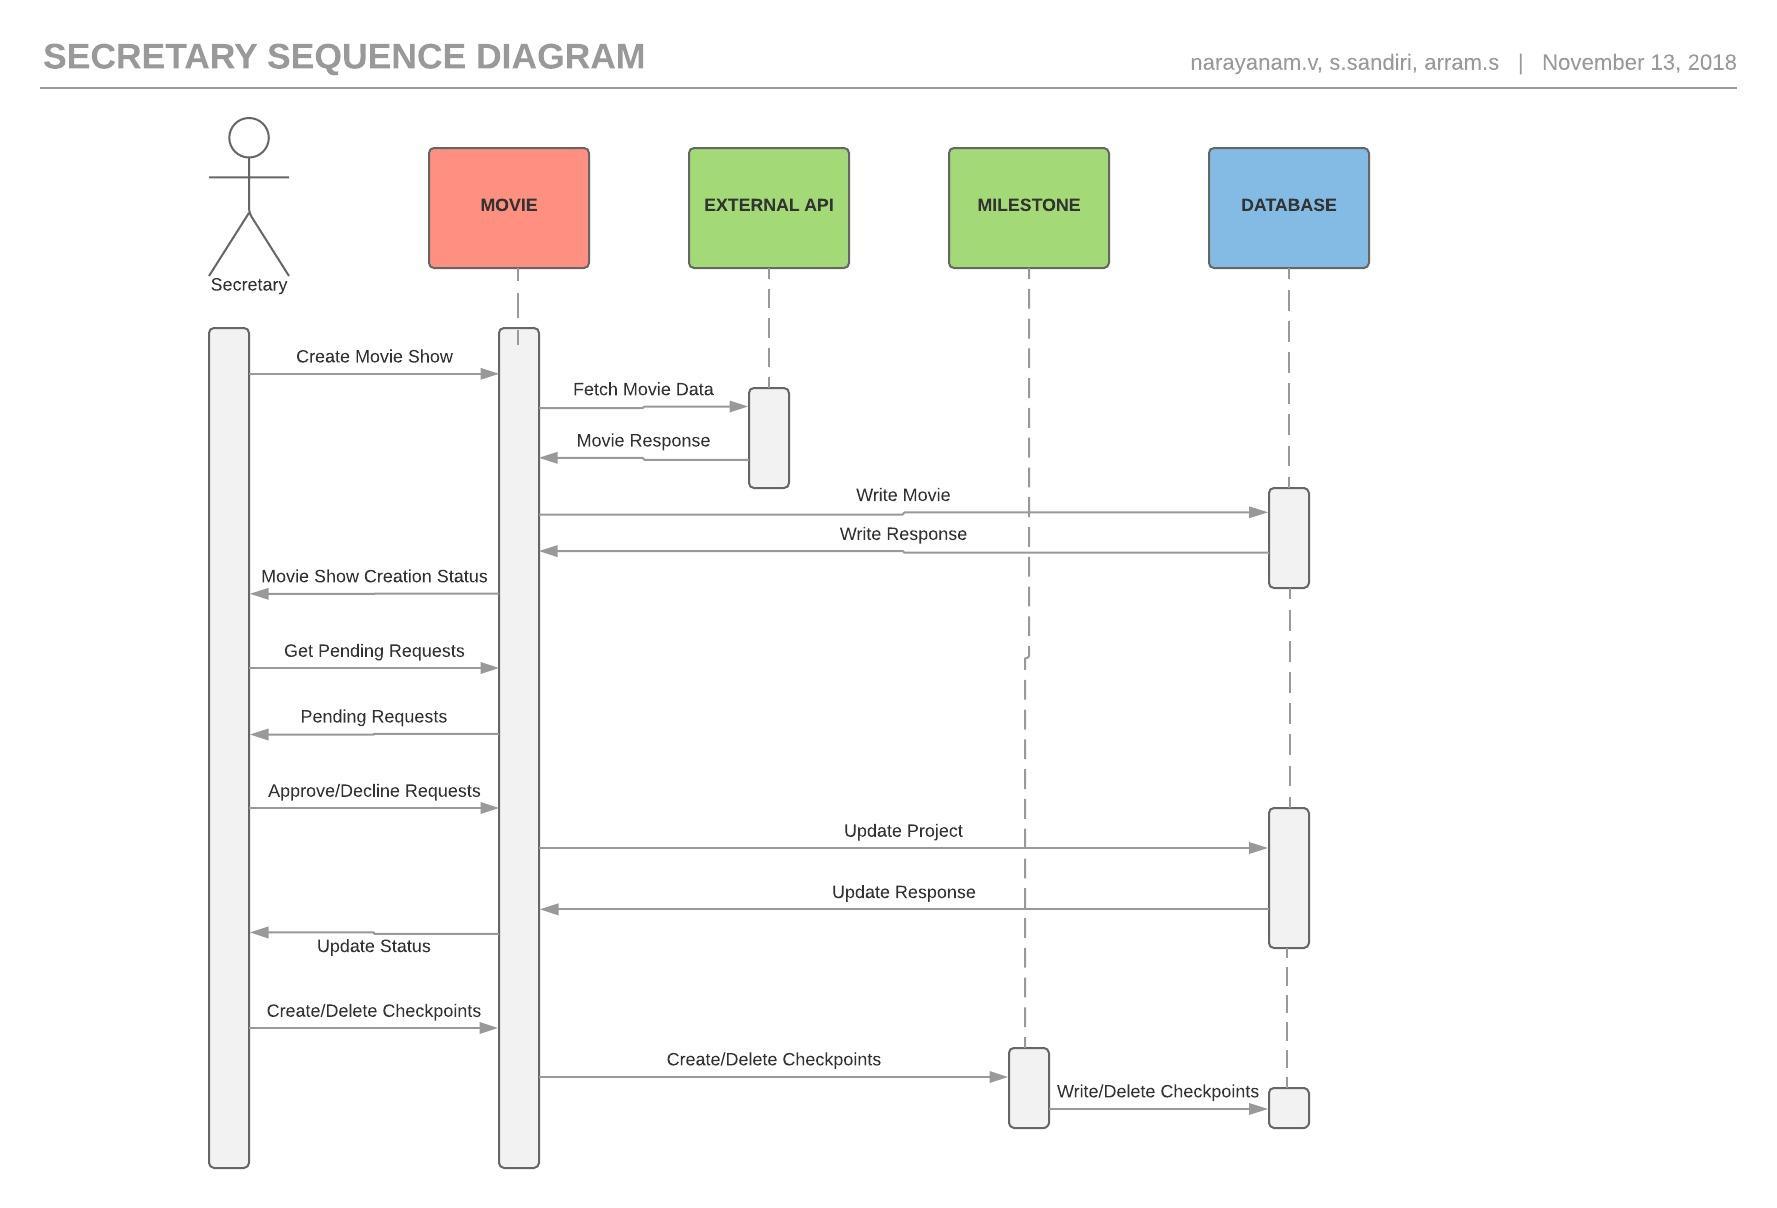 SECRETARY SEQUENCE DIAGRAM
narayanam.v, s.sandiri, arram.s | November 13, 2018
Secretary
MOVIE
EXTERNAL API
MILESTONE
DATABASE
Create Movie Show
Fetch Movie Data
Movie Response
Write Movie
Write Response
Movie Show Creation Status
Get Pending Requests
Pending Requests
Approve/Decline Requests
Update Project
Update Response
Update Status
Create/Delete Checkpoints
Create/Delete Checkpoints
Write/Delete Checkpoints